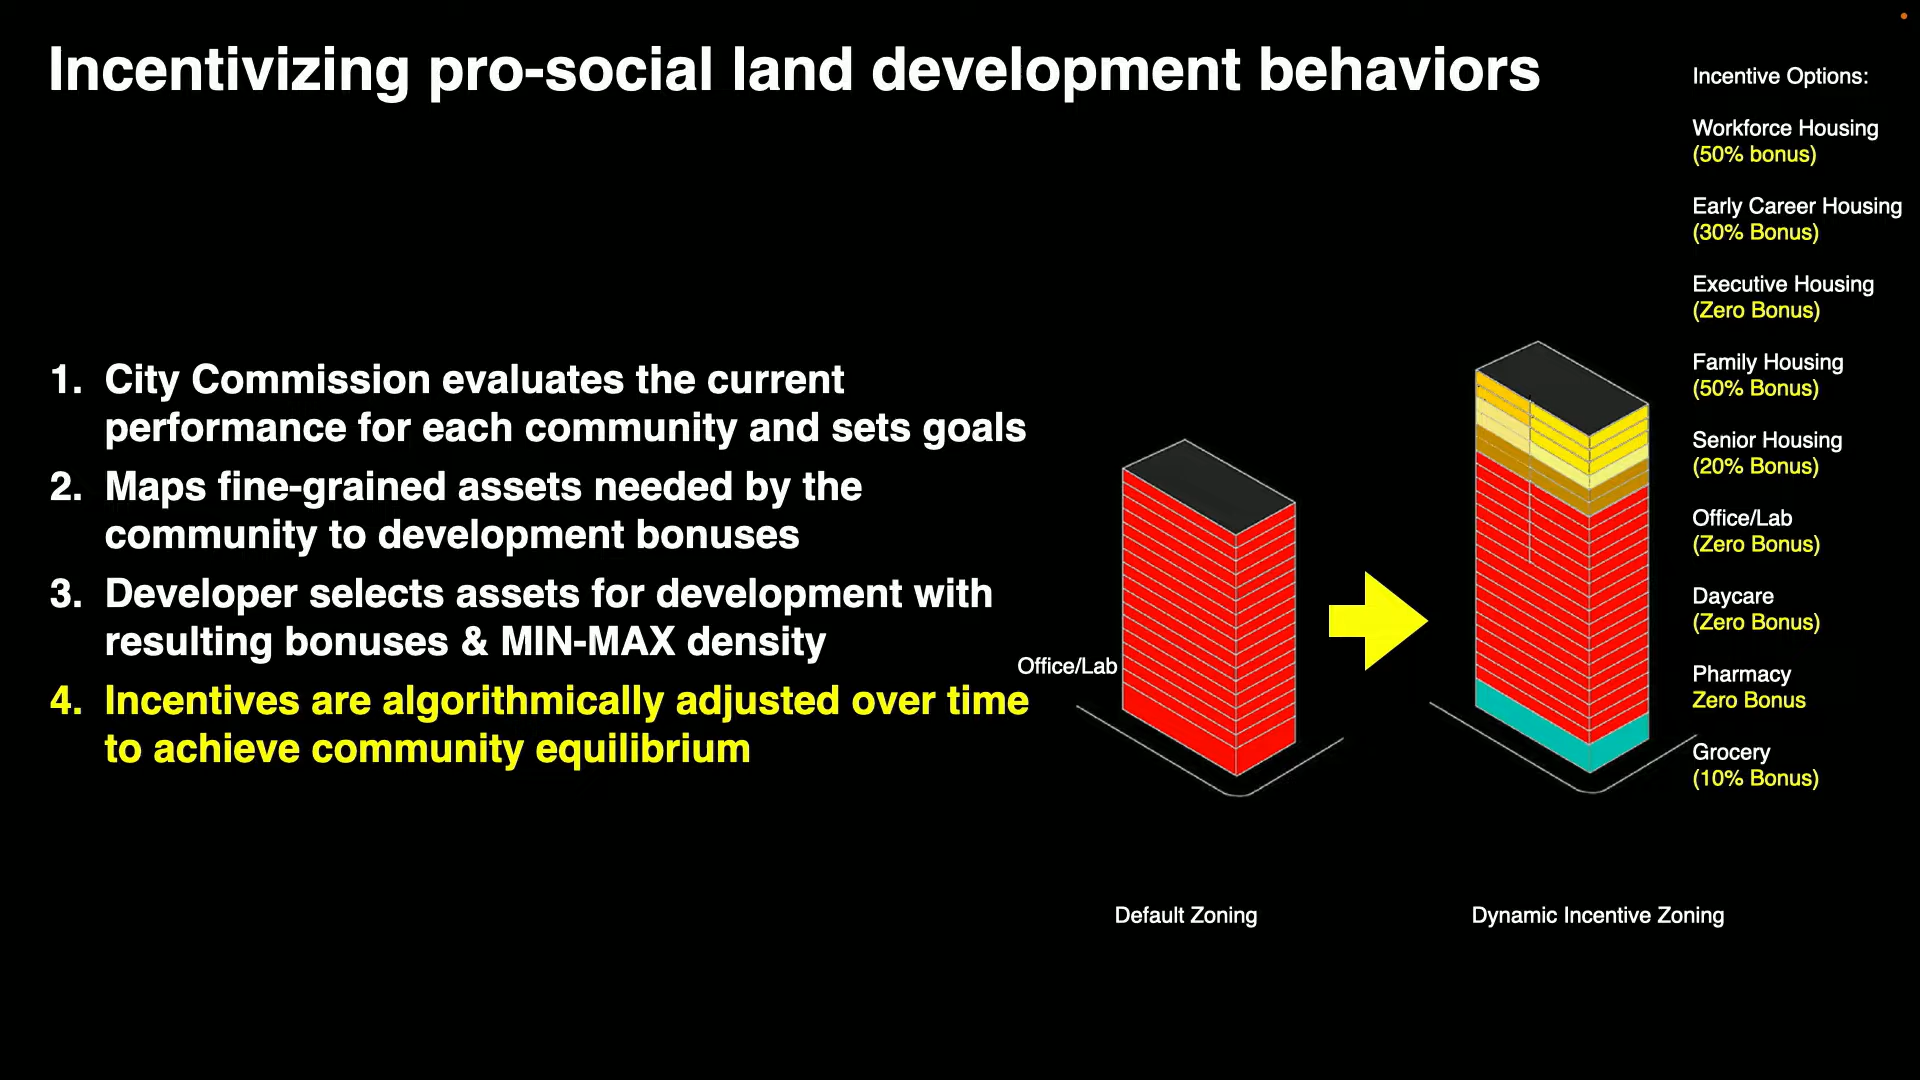 Incentivizing pro-social land development behaviors
1. City Commission evaluates the current
performance for each community and sets goals
2. Maps fine-grained assets needed by the
community to development bonuses
3. Developer selects assets for development with
resulting bonuses & MIN-MAX density
4. Incentives are algorithmically adjusted over time
to achieve community equilibrium
Office/Lab
Default Zoning
Dynamic Incentive Zoning
Incentive Options:
Workforce Housing
(50% bonus)
Early Career Housing
(30% Bonus)
Executive Housing
(Zero Bonus)
Family Housing
(50% Bonus)
Senior Housing
(20% Bonus)
Office/Lab
(Zero Bonus)
Daycare
(Zero Bonus)
Pharmacy
Zero Bonus
Grocery
(10% Bonus)